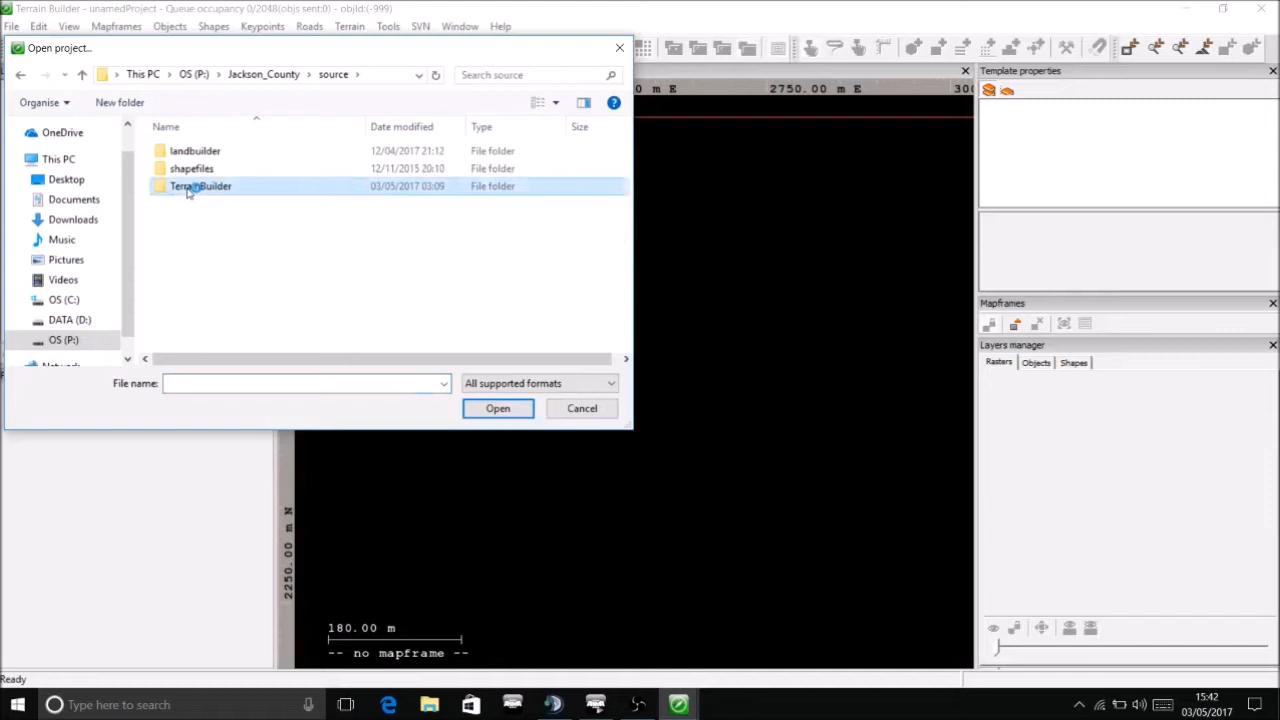 Terrain Builder - unamedProject - Queue occupancy 0/2048(objs sent:0) - objId:(-999)
File Edit View Mapframes Objects Shapes Keypoints Roads Terrain Tools SVN Window Help
Open project...
This PC > OS (P:) > Jackson_County > source >
Search source
Organise
New folder
Name Date modified Type Size
OneDrive
This PC
Desktop
Documents
Downloads
Music
Pictures
Videos
OS (C:)
DATA (D:)
OS (P:)
landbuilder 12/04/2017 21:12 File folder
shapefiles 12/11/2015 20:10 File folder
TerrainBuilder 03/05/2017 03:09 File folder
File name:
All supported formats
Open
Cancel
0 m E 2750.00 m E 300
2250.00 m N
180.00 m
-- no mapframe --
Template properties
Mapframes
Layers manager
Rasters Objects Shapes
Ready
Type here to search
15:42
03/05/2017